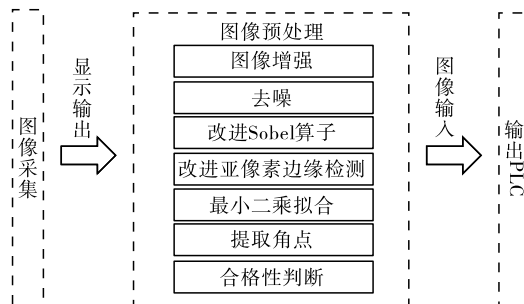 图像采集
显示输出
图像预处理
图像增强
去噪
改进Sobel算子
改进亚像素边缘检测
最小二乘拟合
提取角点
合格性判断
图像输入
输出PLC